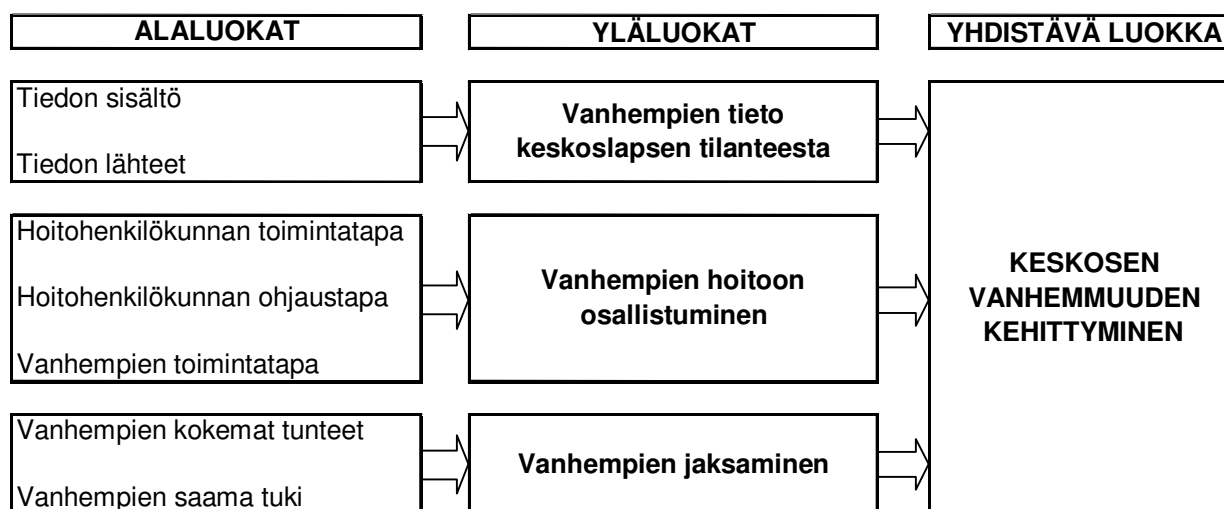 ALALUOKAT
YLÄLUOKAT
YHDISTÄVÄ LUOKKA
Tiedon sisältö
Tiedon lähteet
Vanhempien tieto
keskoslapsen tilanteesta
Hoitohenkilökunnan toimintatapa
Hoitohenkilökunnan ohjaustapa
Vanhempien toimintatapa
Vanhempien hoitoon
osallistuminen
Vanhempien kokemat tunteet
Vanhempien saama tuki
Vanhempien jaksaminen
KESKOSEN
VANHEMMUUDEN
KEHITTYMINEN